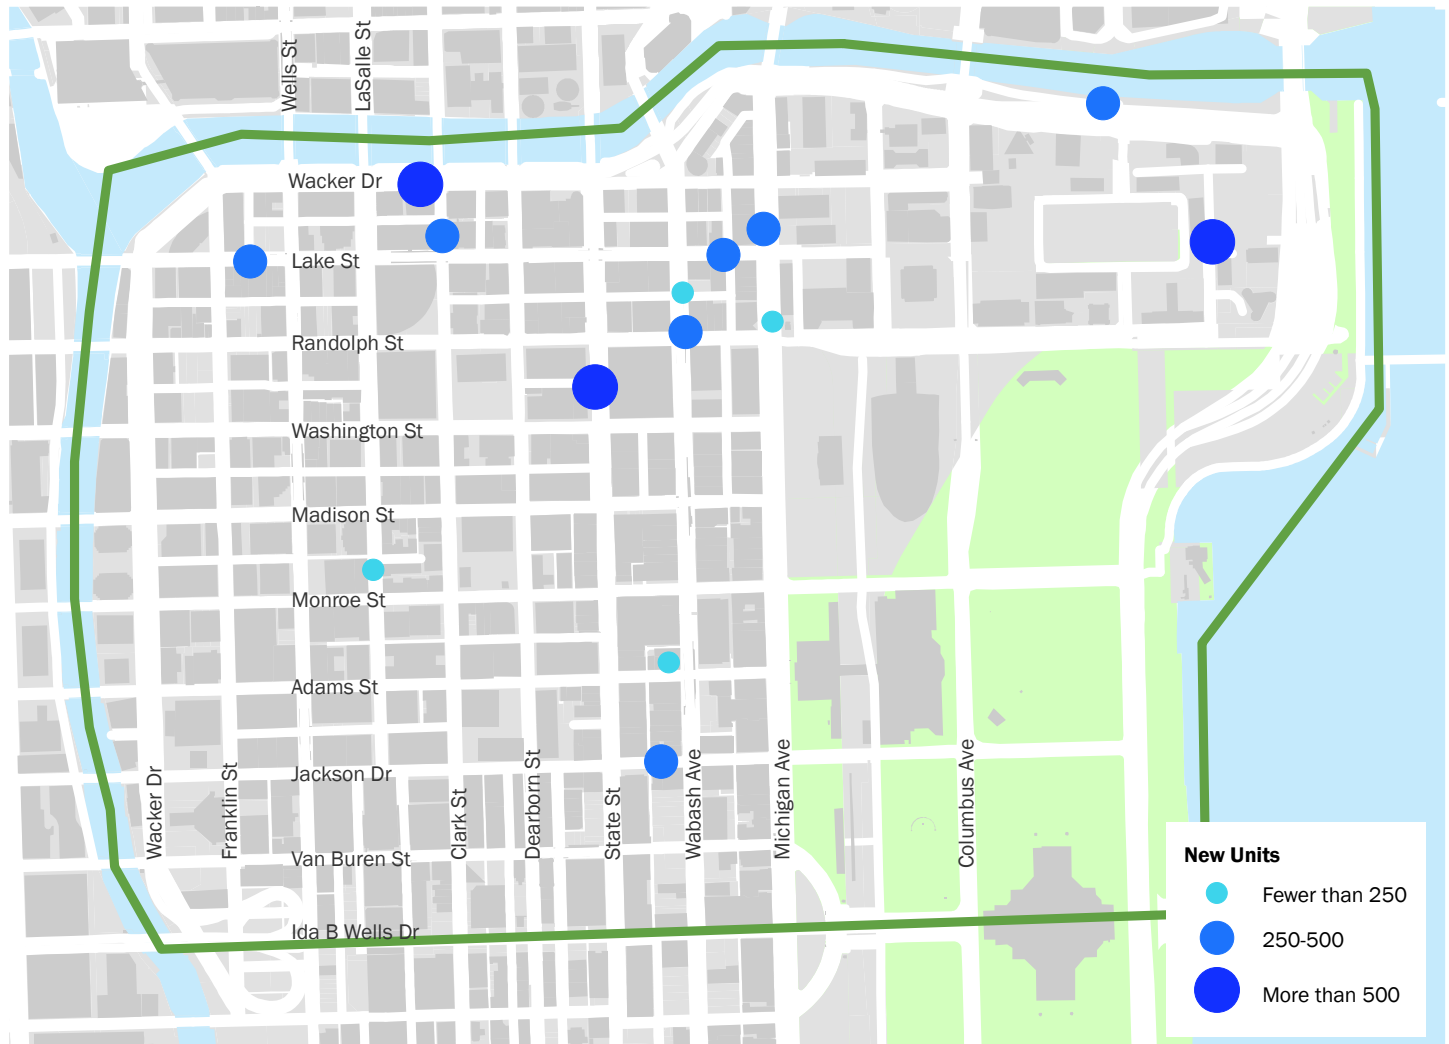 Wells St
LaSalle St
Wacker Dr
Lake St
Randolph St
Washington St
Madison St
Monroe St
Adams St
Jackson Dr
Van Buren St
Ida B Wells Dr
Wacker Dr
Franklin St
Clark St
Dearborn St
State St
Wabash Ave
Michigan Ave
Columbus Ave
New Units
Fewer than 250
250-500
More than 500